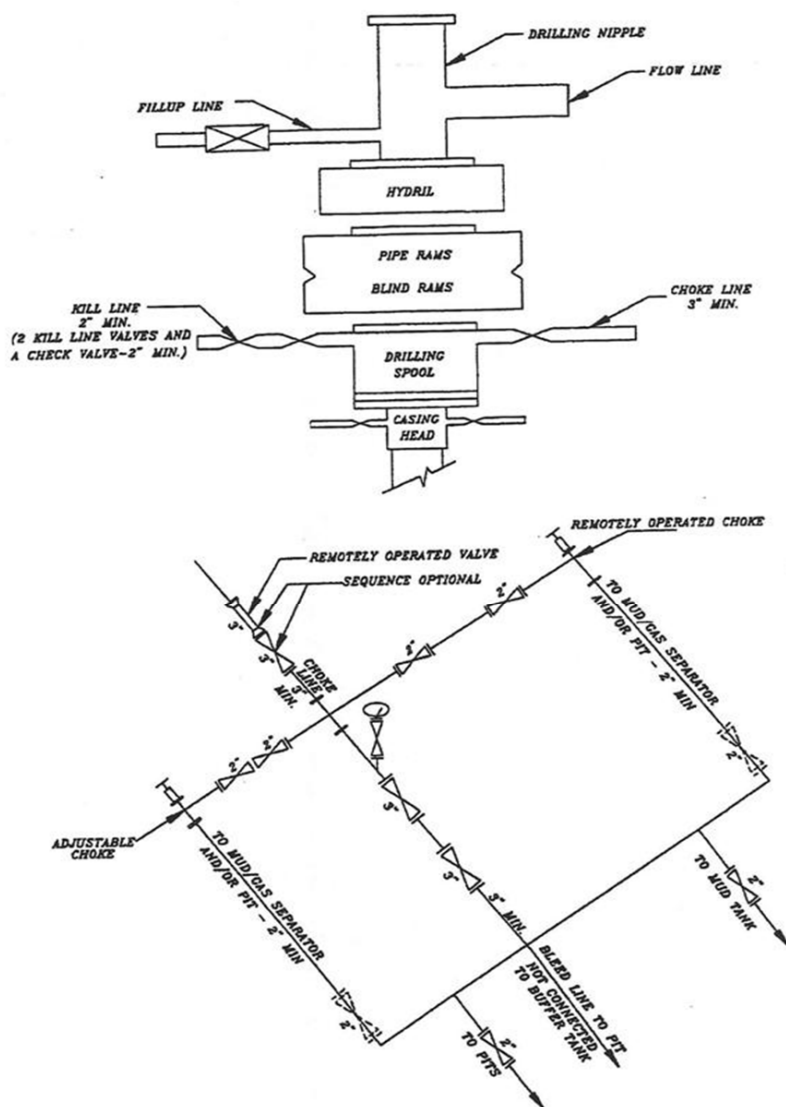 DRILLING NIPPLE
FLOW LINE
FILLUP LINE
HYDRIL
PIPE RAMS
BLIND RAMS
KILL LINE
2" MIN.
(2 KILL LINE VALVES AND
A CHECK VALVE-2" MIN.)
CHOKE LINE
3" MIN.
DRILLING
SPOOL
CASING
HEAD
REMOTELY OPERATED CHOKE
REMOTELY OPERATED VALVE
SEQUENCE OPTIONAL
3"
3"
CHOKE
LINE
3"
MIN.
2"
2"
TO MUD/GAS SEPARATOR
AND/OR PIT - 2" MIN
2"
2"
2"
3"
3"
3" MIN.
ADJUSTABLE
CHOKE
TO MUD/GAS SEPARATOR
AND/OR PIT - 2" MIN
2"
2"
TO MUD TANK
BLEED LINE TO PIT
NOT CONNECTED
TO BUFFER TANK
2"
TO PITS